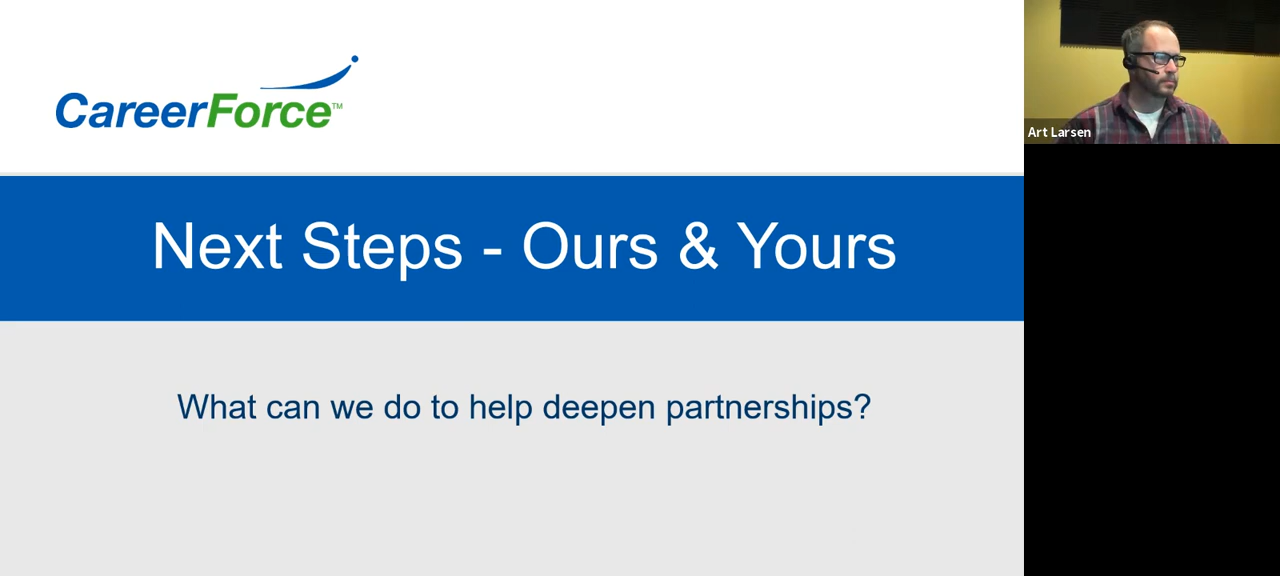 CareerForce™
Art Larsen
Next Steps - Ours & Yours
What can we do to help deepen partnerships?